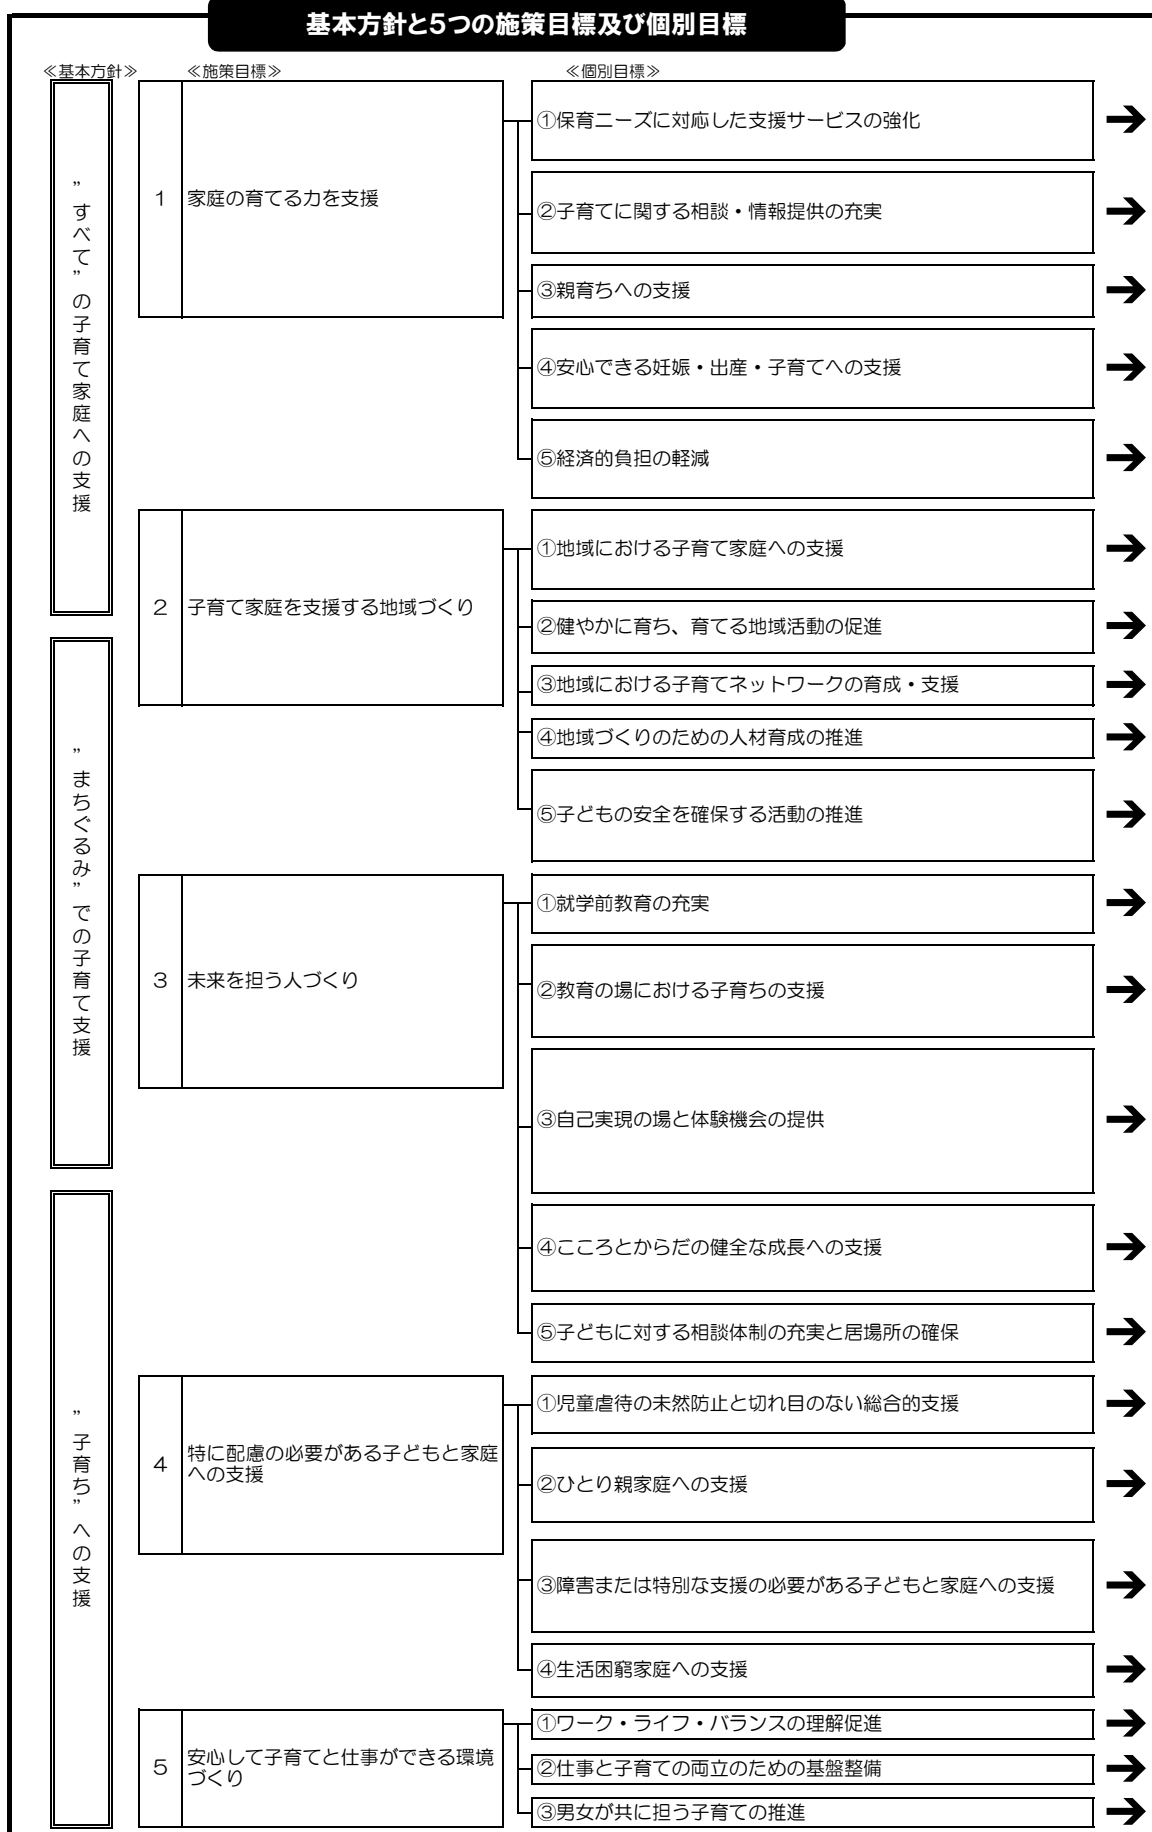 基本方針と5つの施策目標及び個別目標
≪基本方針≫ ≪施策目標≫ ≪個別目標≫
”すべて”の子育て家庭への支援
1 家庭の育てる力を支援
①保育ニーズに対応した支援サービスの強化
②子育てに関する相談・情報提供の充実
③親育ちへの支援
④安心できる妊娠・出産・子育てへの支援
⑤経済的負担の軽減
2 子育て家庭を支援する地域づくり
①地域における子育て家庭への支援
②健やかに育ち、育てる地域活動の促進
③地域における子育てネットワークの育成・支援
④地域づくりのための人材育成の推進
⑤子どもの安全を確保する活動の推進
”まちぐるみ”での子育て支援
3 未来を担う人づくり
①就学前教育の充実
②教育の場における子育ちの支援
③自己実現の場と体験機会の提供
④こころとからだの健全な成長への支援
⑤子どもに対する相談体制の充実と居場所の確保
”子育ち”への支援
4 特に配慮の必要がある子どもと家庭
への支援
①児童虐待の未然防止と切れ目のない総合的支援
②ひとり親家庭への支援
③障害または特別な支援の必要がある子どもと家庭への支援
④生活困窮家庭への支援
5 安心して子育てと仕事ができる環境
づくり
①ワーク・ライフ・バランスの理解促進
②仕事と子育ての両立のための基盤整備
③男女が共に担う子育ての推進